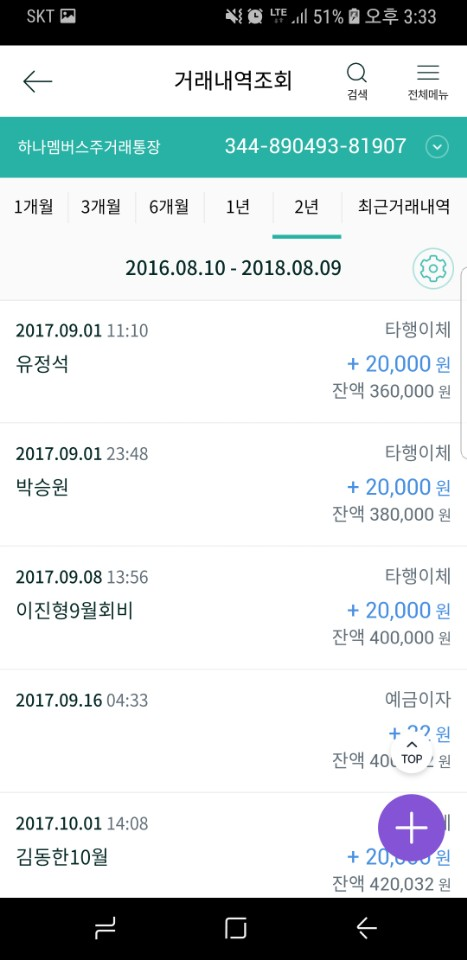 SKT LTE 51% 오후 3:33
거래내역조회
검색 전체메뉴
하나멤버스주거래통장 344-890493-81907
1개월 3개월 6개월 1년 2년 최근거래내역
2016.08.10 - 2018.08.09
2017.09.01 11:10 타행이체
유정석 + 20,000 원
잔액 360,000 원
2017.09.01 23:48 타행이체
박승원 + 20,000 원
잔액 380,000 원
2017.09.08 13:56 타행이체
이진형9월회비 + 20,000 원
잔액 400,000 원
2017.09.16 04:33 예금이자
+ 원
TOP
잔액 원
2017.10.01 14:08
김동한10월 + 원
잔액 420,032 원